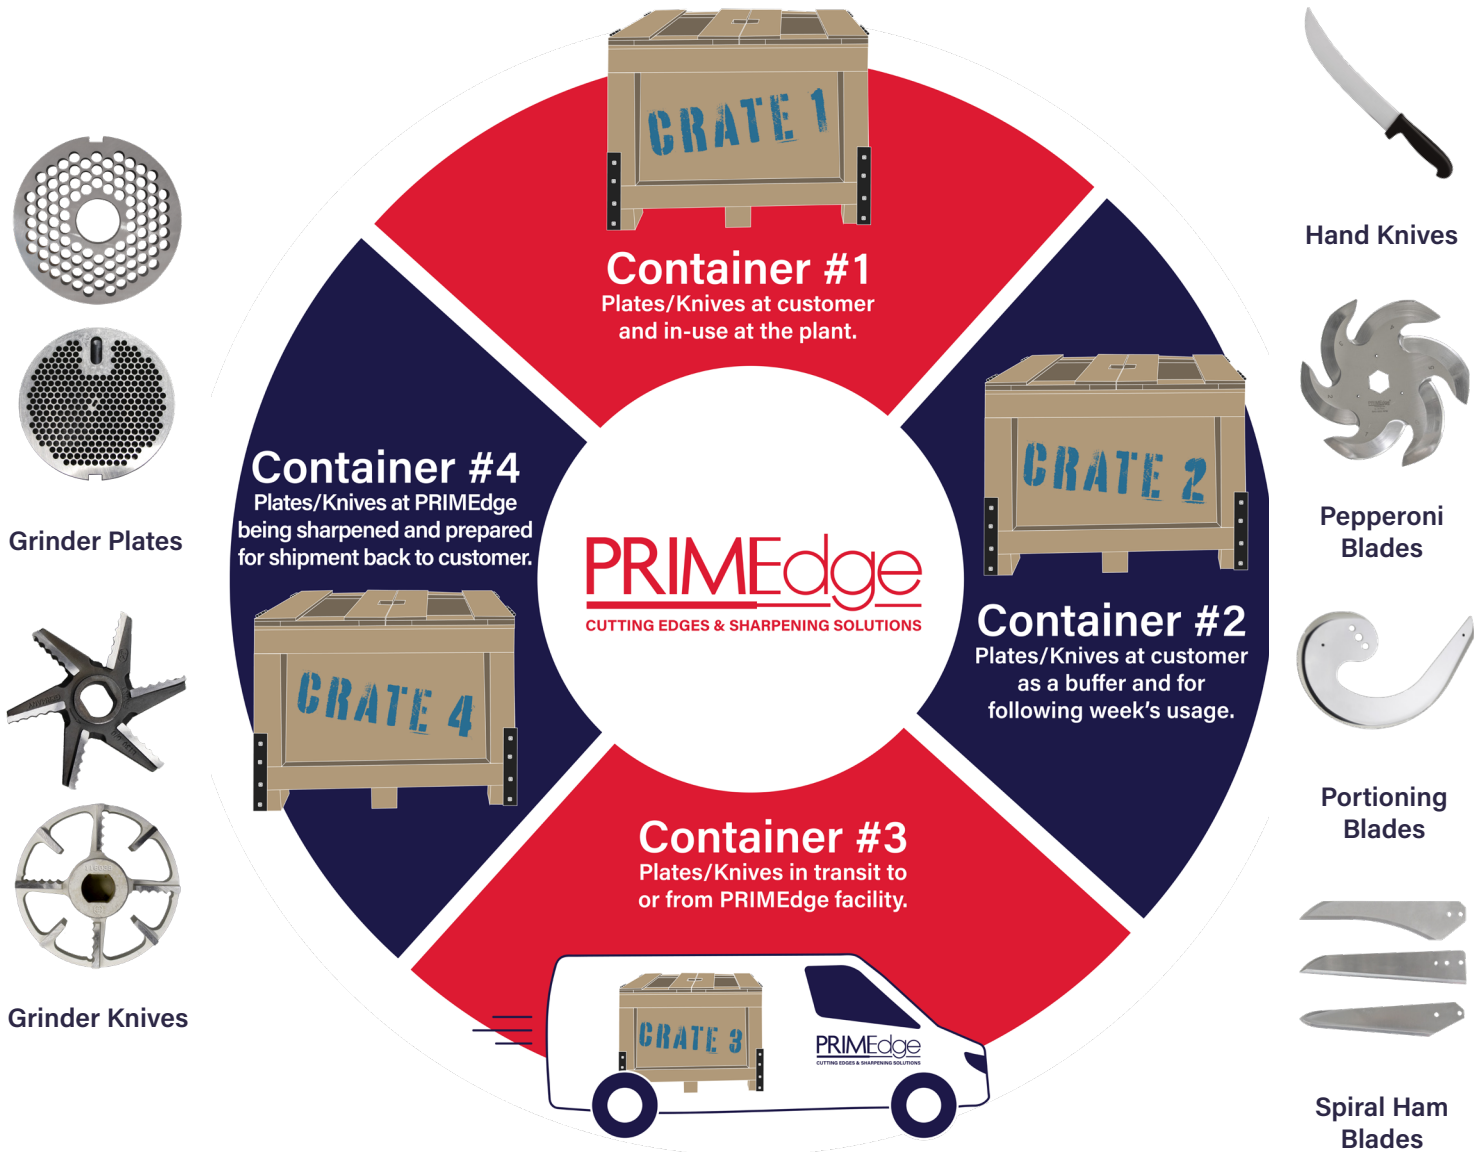 CRATE 1
Container #1
Plates/Knives at customer
and in-use at the plant.
CRATE 2
Container #2
Plates/Knives at customer
as a buffer and for
following week's usage.
Container #3
Plates/Knives in transit to
or from PRIMEdge facility.
CRATE 3
PRIMEdge
CUTTING EDGES & SHARPENING SOLUTIONS
Container #4
Plates/Knives at PRIMEdge
being sharpened and prepared
for shipment back to customer.
CRATE 4
PRIMEdge
CUTTING EDGES & SHARPENING SOLUTIONS
Grinder Plates
Grinder Knives
Hand Knives
Pepperoni
Blades
Portioning
Blades
Spiral Ham
Blades